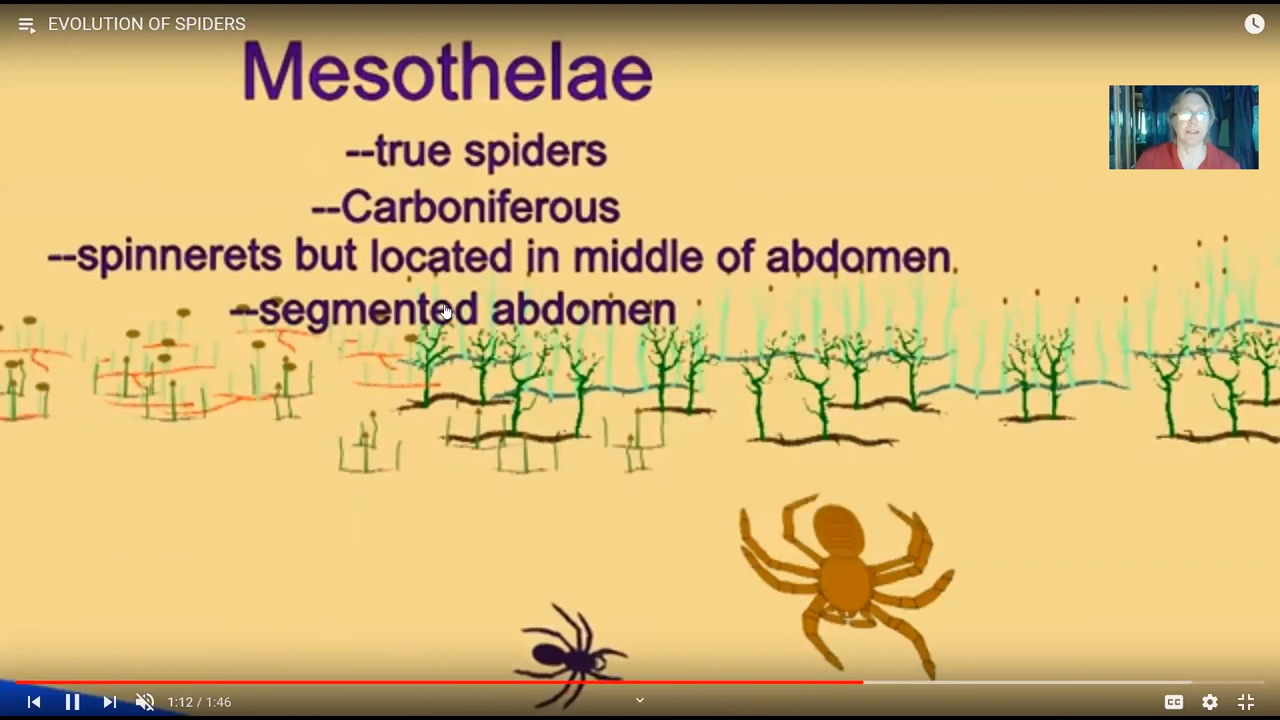 EVOLUTION OF SPIDERS
Mesothelae
--true spiders
--Carboniferous
--spinnerets but located in middle of abdomen
--segmented abdomen
1:12 / 1:46
CC